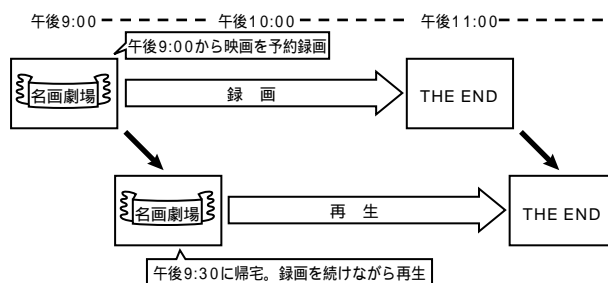 午後9:00 午後10:00 午後11:00
午後9:00から映画を予約録画
名画劇場
録 画
THE END
名画劇場
再 生
THE END
午後9:30に帰宅。録画を続けながら再生